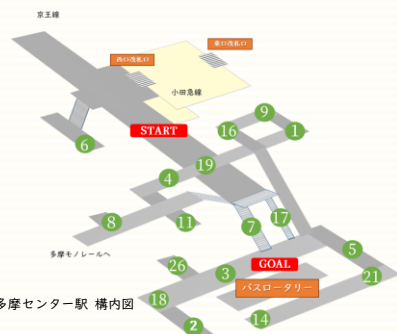 京王線
東口改札口
西口改札口
小田急線
START
9
16
1
6
19
4
8
11
7
17
多摩モノレールへ
26
3
GOAL
5
21
バスロータリー
18
14
2
多摩センター駅 構内図